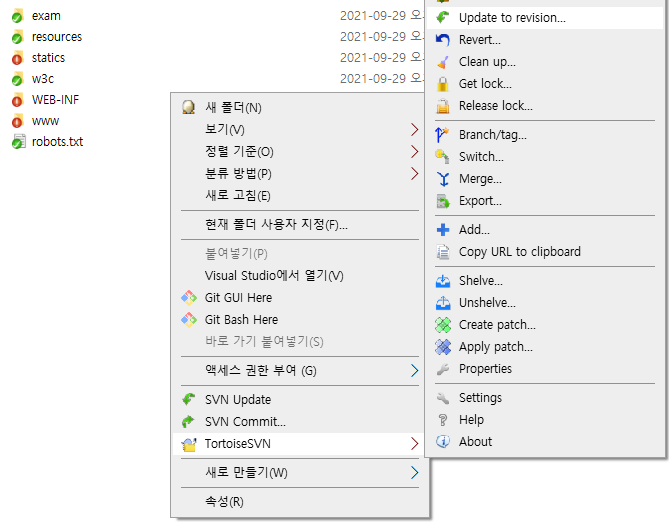 exam
2021-09-29 오
resources
2021-09-29 오
statics
2021-09-29 오
w3c
2021-09-29 오
WEB-INF
www
robots.txt
새 폴더(N)
보기(V)
정렬 기준(O)
분류 방법(P)
새로 고침(E)
현재 폴더 사용자 지정(F)...
붙여넣기(P)
Visual Studio에서 열기(V)
Git GUI Here
Git Bash Here
바로 가기 붙여넣기(S)
액세스 권한 부여 (G)
SVN Update
SVN Commit...
TortoiseSVN
새로 만들기(W)
속성(R)
Update to revision...
Revert...
Clean up...
Get lock...
Release lock...
Branch/tag...
Switch...
Merge...
Export...
Add...
Copy URL to clipboard
Shelve...
Unshelve...
Create patch...
Apply patch...
Properties
Settings
Help
About